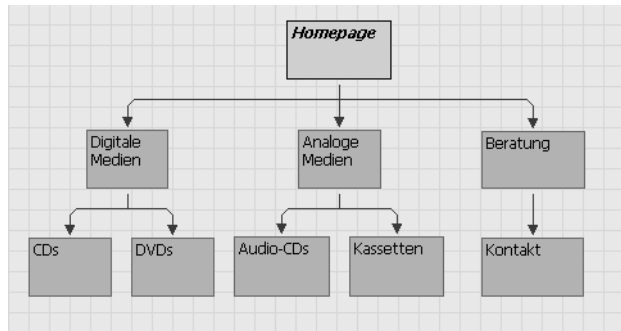 Homepage
Digitale
Medien
Analoge
Medien
Beratung
CDs
DVDs
Audio-CDs
Kassetten
Kontakt